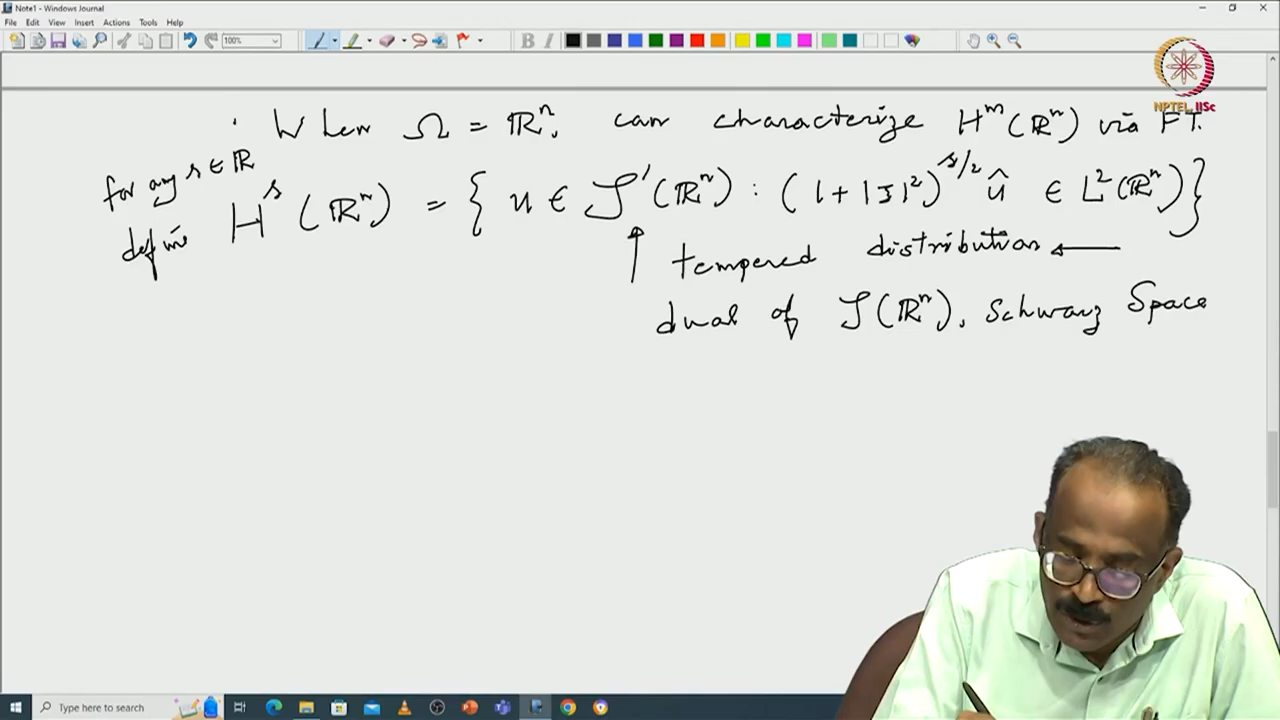 Note1 - Windows Journal
File Edit View Insert Actions Tools Help
100%
B I
NPTEL, IISc
· When Ω = ℝⁿ, can characterize Hᵐ(ℝⁿ) via FT.
for any s ∈ ℝ
define Hˢ(ℝⁿ) = { u ∈ 𝒮'(ℝⁿ) : (1+|ξ|²)^{s/2} û ∈ L²(ℝⁿ) }
↑ tempered distribution ←
dual of 𝒮(ℝⁿ), Schwarz Space
Type here to search